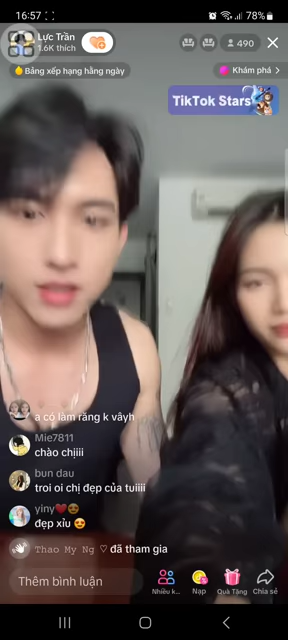 16:57
78%
Lực Trần
1.6K thích
490
Bảng xếp hạng hằng ngày
Khám phá >
TikTok Stars
a có làm răng k vâyh
Mie7811
chào chịiii
bun dau
troi oi chị đẹp của tuiiii
yiny❤️😍
đẹp xỉu 😍
Thao My Ng ♡ đã tham gia
Thêm bình luận
Nhiều k...
Nạp
Quà Tặng
Chia sẻ